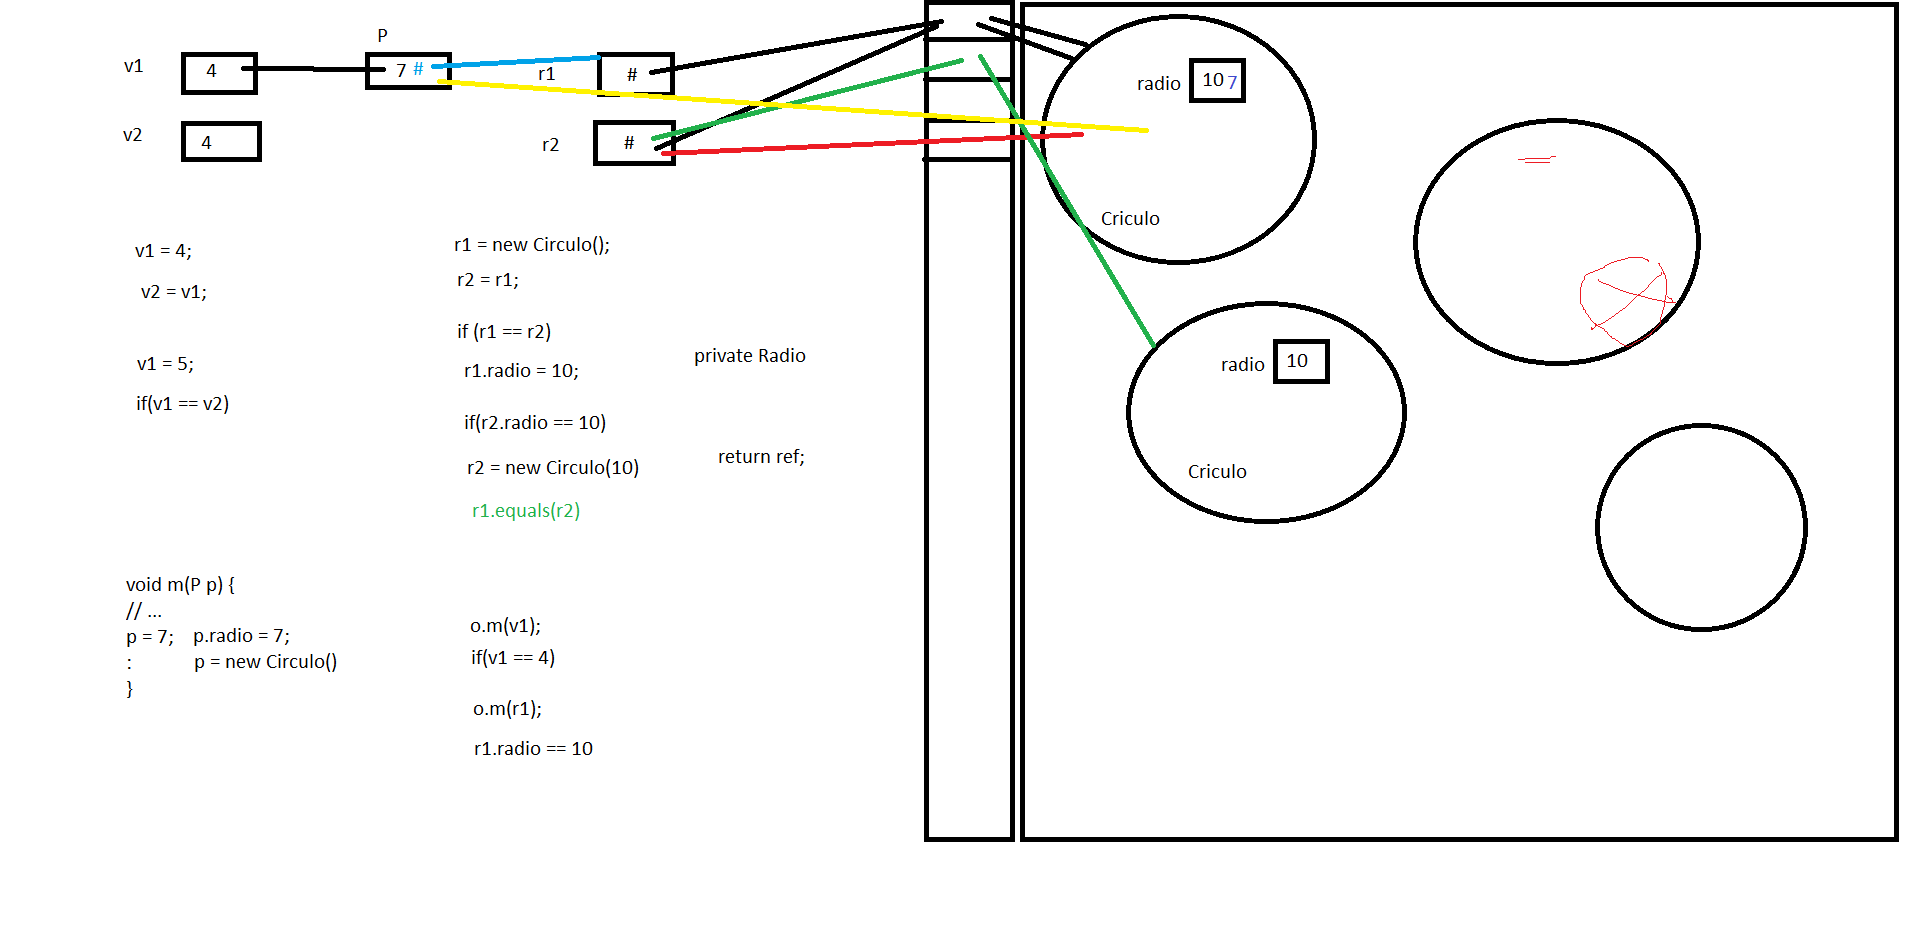 P
v1 4 7 # r1 #
v2 4 r2 #
radio 10 7
Criculo
v1 = 4;
v2 = v1;
v1 = 5;
if(v1 == v2)
r1 = new Circulo();
r2 = r1;
if (r1 == r2)
r1.radio = 10;
if(r2.radio == 10)
r2 = new Circulo(10)
r1.equals(r2)
private Radio
return ref;
radio 10
Criculo
void m(P p) {
// ...
p = 7; p.radio = 7;
: p = new Circulo()
}
o.m(v1);
if(v1 == 4)
o.m(r1);
r1.radio == 10